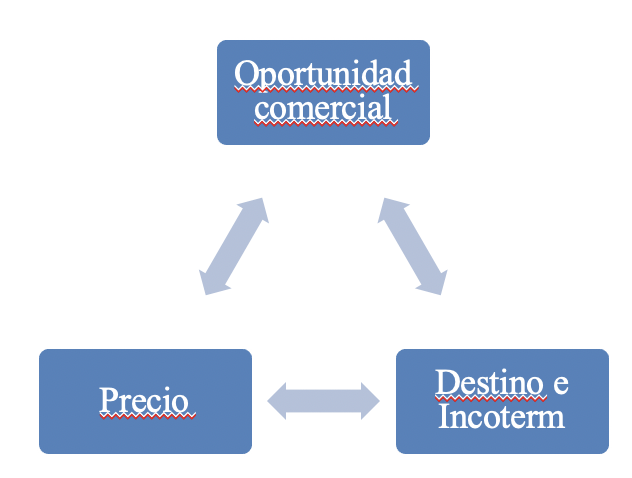 Oportunidad
comercial
Precio
Destino e
Incoterm